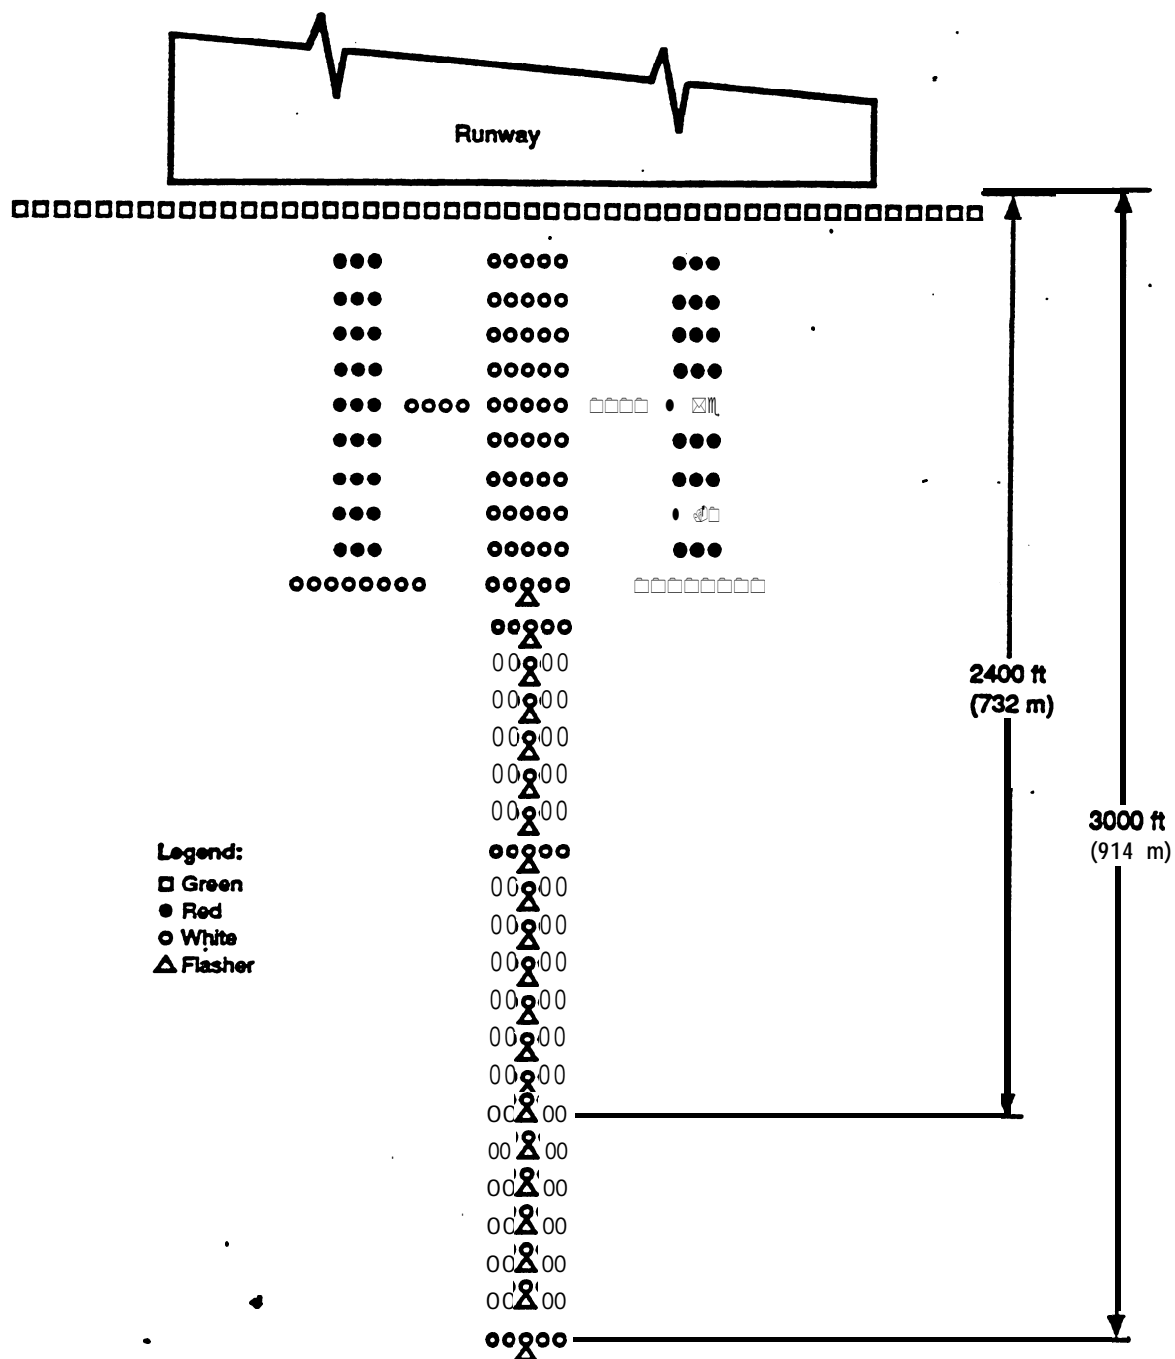 Runway
2400 ft
(732 m)
3000 ft
(914 m)
Legend:
Green
Red
White
Flasher